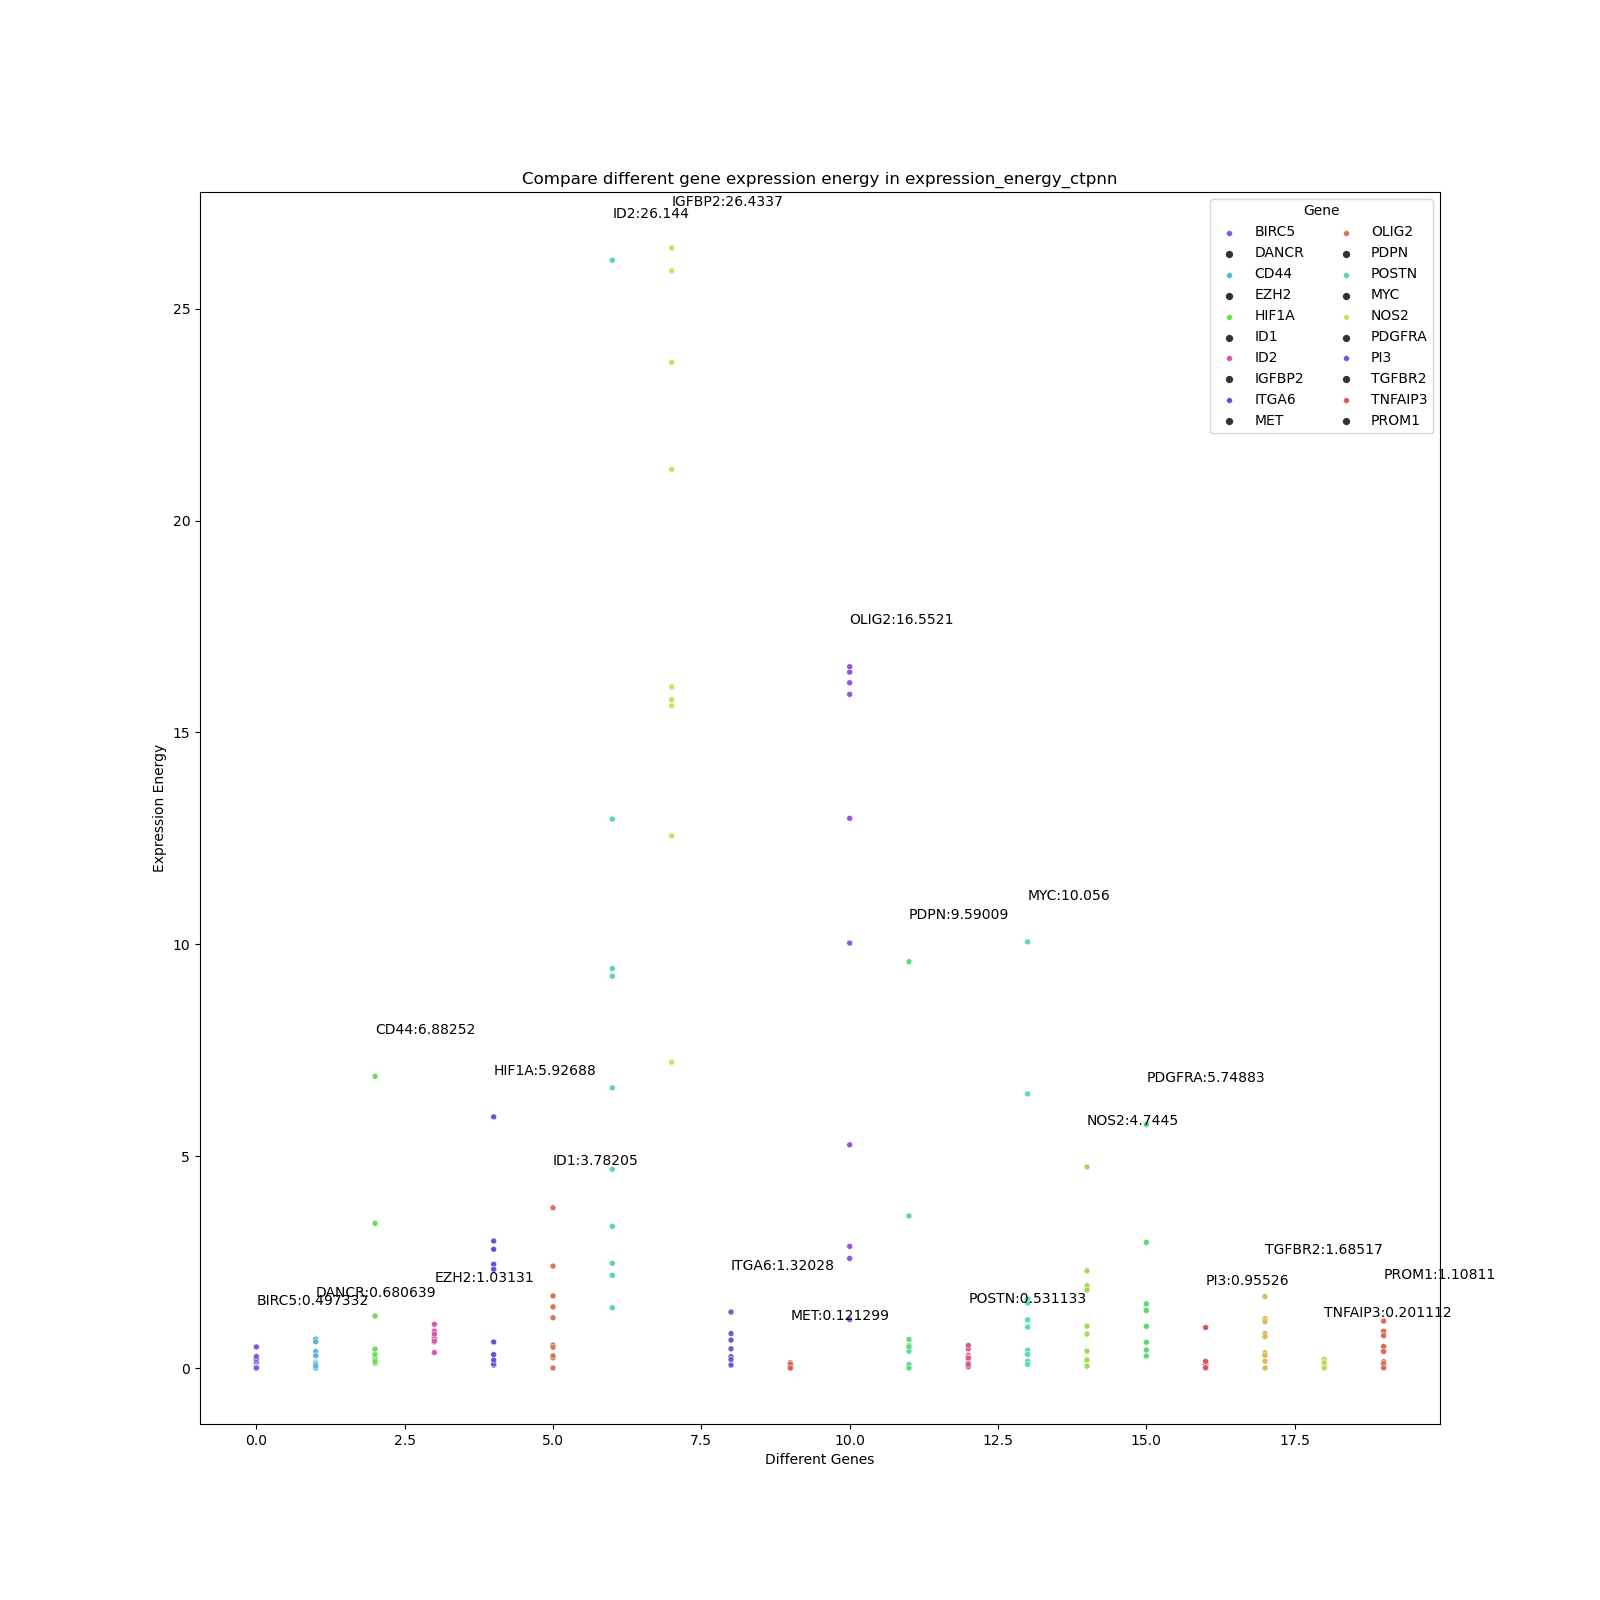 Compare different gene expression energy in expression_energy_ctpnn
IGFBP2:26.4337
ID2:26.144
Gene
BIRC5 OLIG2
DANCR PDPN
CD44 POSTN
EZH2 MYC
HIF1A NOS2
ID1 PDGFRA
ID2 PI3
IGFBP2 TGFBR2
ITGA6 TNFAIP3
MET PROM1
25
20
OLIG2:16.5521
15
Expression Energy
MYC:10.056
PDPN:9.59009
10
CD44:6.88252
HIF1A:5.92688
PDGFRA:5.74883
NOS2:4.7445
ID1:3.78205
5
TGFBR2:1.68517
ITGA6:1.32028
EZH2:1.03131
PROM1:1.10811
PI3:0.95526
DANCR:0.680639
BIRC5:0.497332
POSTN:0.531133
MET:0.121299
TNFAIP3:0.201112
0
0.0 2.5 5.0 7.5 10.0 12.5 15.0 17.5
Different Genes